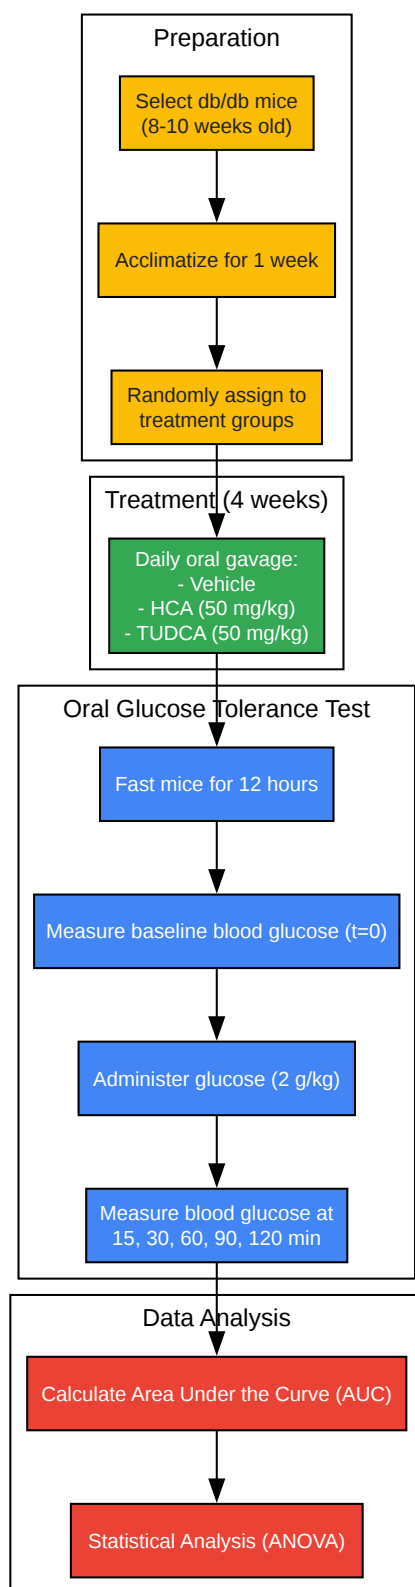 Preparation
Select db/db mice
(8-10 weeks old)
Acclimatize for 1 week
Randomly assign to
treatment groups
Treatment (4 weeks)
Daily oral gavage:
- Vehicle
- HCA (50 mg/kg)
- TUDCA (50 mg/kg)
Oral Glucose Tolerance Test
Fast mice for 12 hours
Measure baseline blood glucose (t=0)
Administer glucose (2 g/kg)
Measure blood glucose at
15, 30, 60, 90, 120 min
Data Analysis
Calculate Area Under the Curve (AUC)
Statistical Analysis (ANOVA)